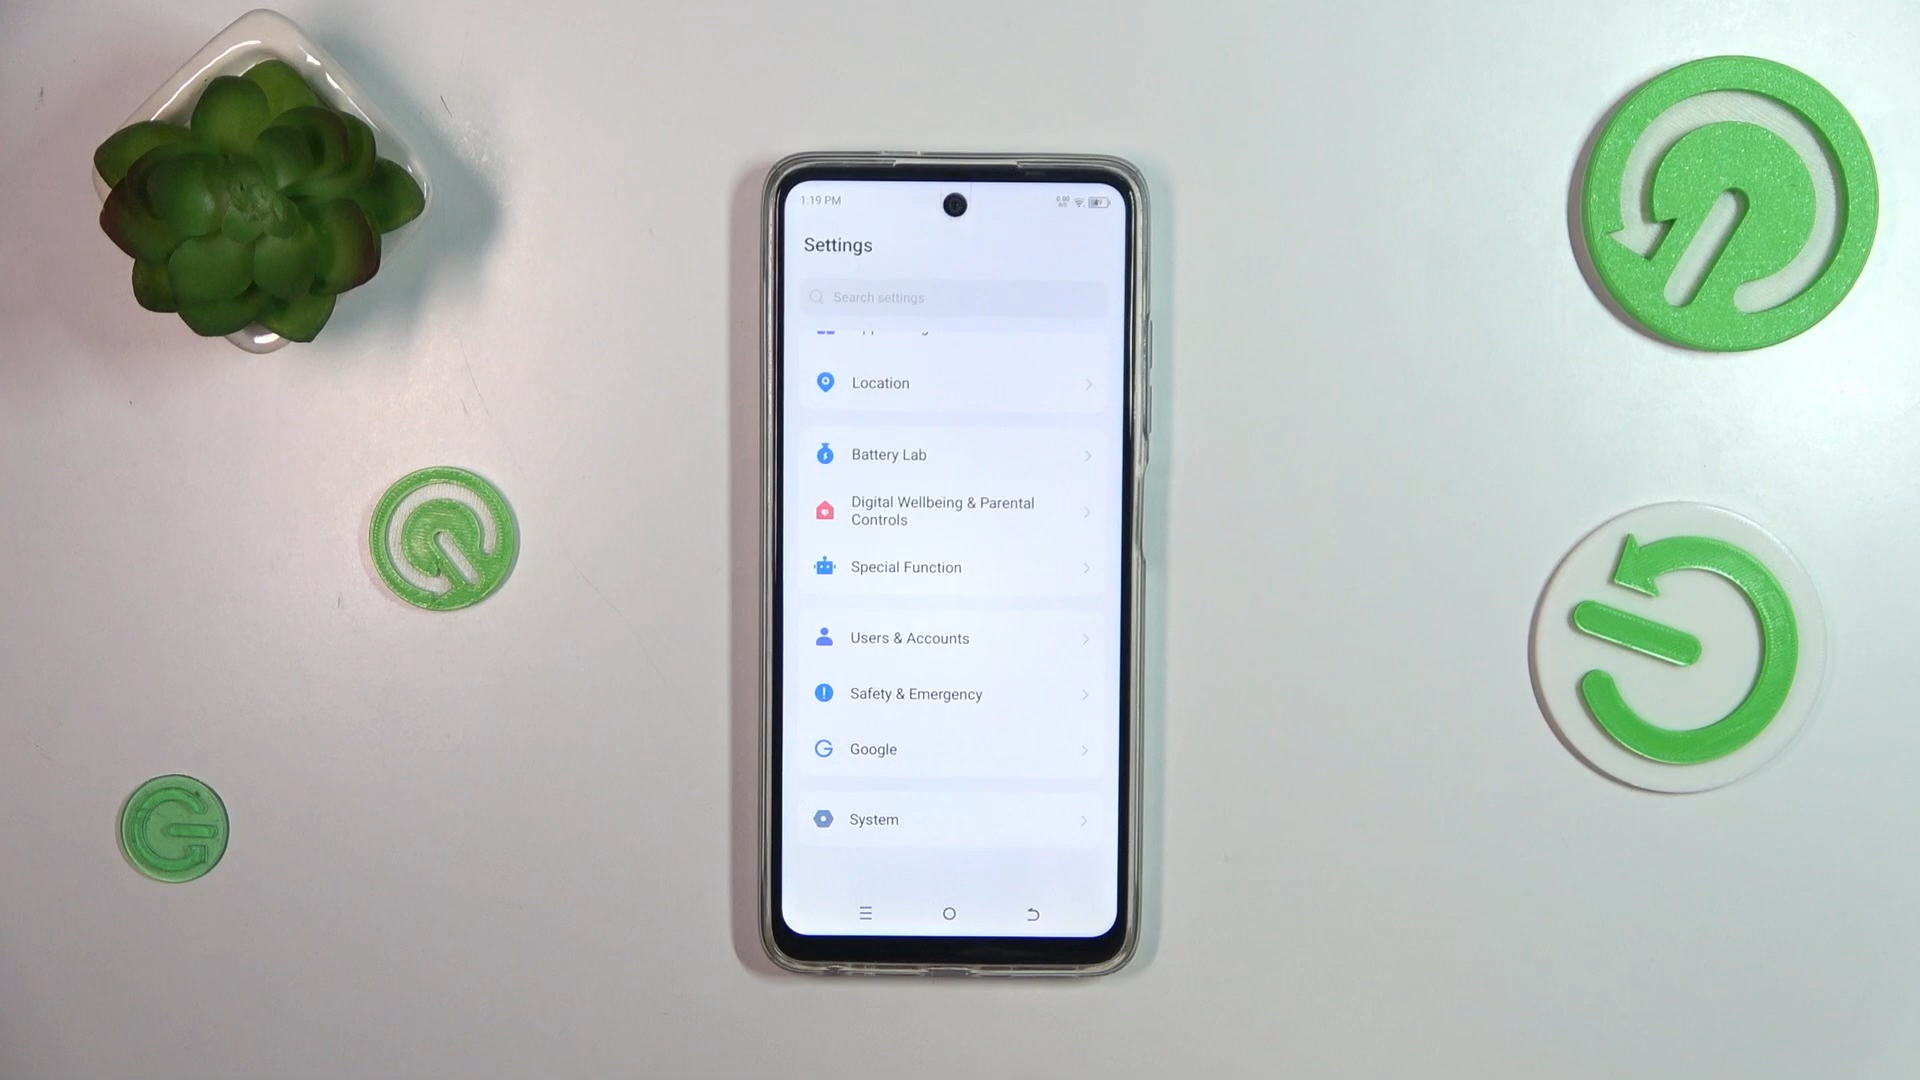 1:19 PM
Settings
Search settings
Location
Battery Lab
Digital Wellbeing & Parental
Controls
Special Function
Users & Accounts
Safety & Emergency
Google
System